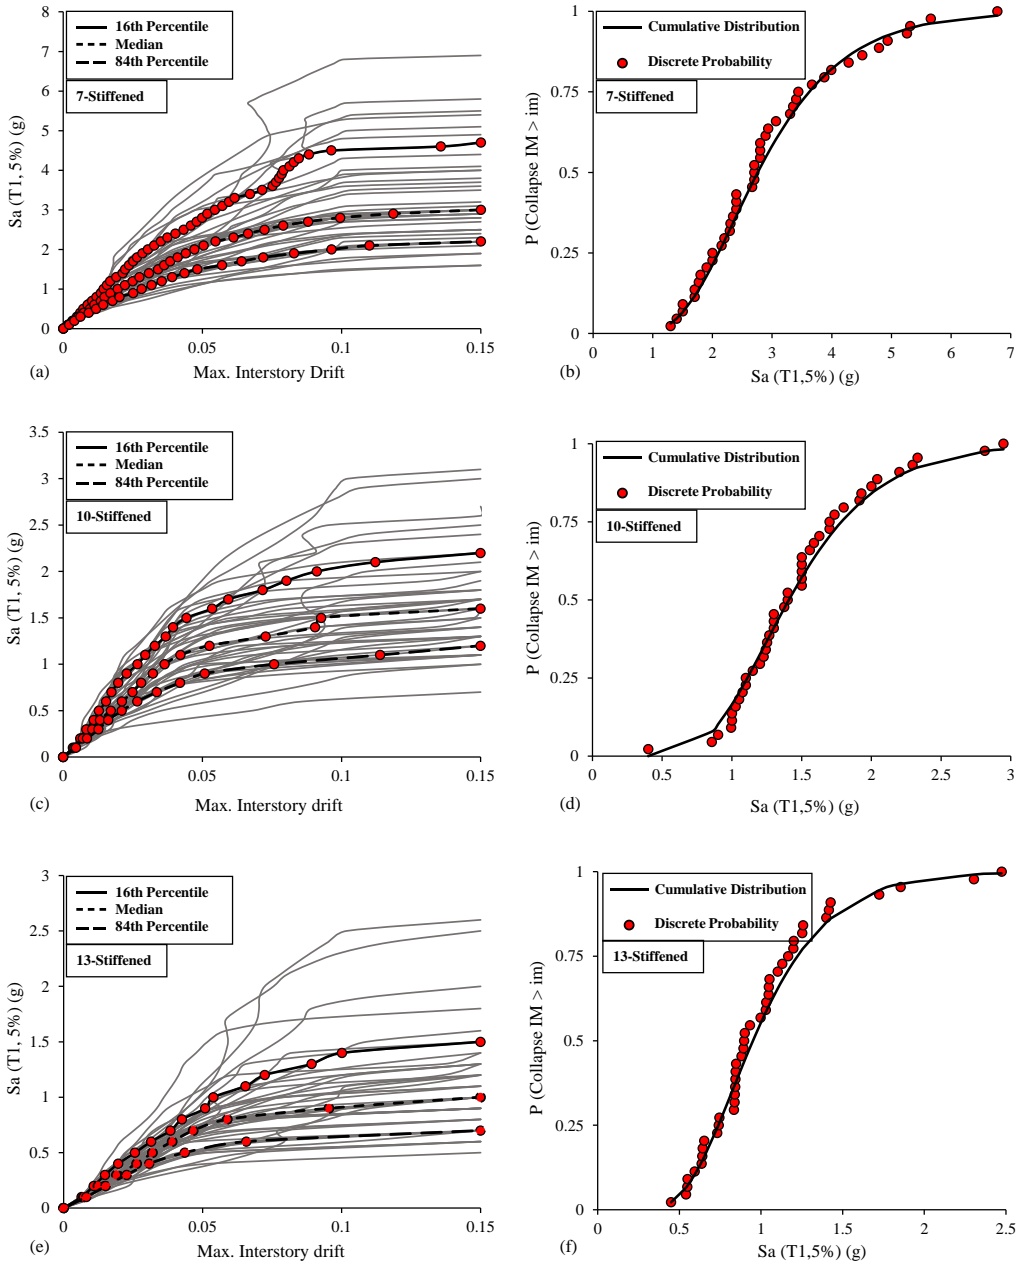 8
7
6
5
4
3
2
1
0
Sa (T1, 5%) (g)
16th Percentile
Median
84th Percentile
7-Stiffened
0
0.05
0.1
0.15
(a)
Max. Interstory Drift
1
0.75
0.5
0.25
0
P (Collapse IM > im)
Cumulative Distribution
Discrete Probability
7-Stiffened
0
1
2
3
4
5
6
7
(b)
Sa (T1,5%) (g)
3.5
3
2.5
2
1.5
1
0.5
0
Sa (T1, 5%) (g)
16th Percentile
Median
84th Percentile
10-Stiffened
0
0.05
0.1
0.15
(c)
Max. Interstory drift
1
0.75
0.5
0.25
0
P (Collapse IM > im)
Cumulative Distribution
Discrete Probability
10-Stiffened
0
0.5
1
1.5
2
2.5
3
(d)
Sa (T1,5%) (g)
3
2.5
2
1.5
1
0.5
0
Sa (T1, 5%) (g)
16th Percentile
Median
84th Percentile
13-Stiffened
0
0.05
0.1
0.15
(e)
Max. Interstory drift
1
0.75
0.5
0.25
0
P (Collapse IM > im)
Cumulative Distribution
Discrete Probability
13-Stiffened
0
0.5
1
1.5
2
2.5
(f)
Sa (T1,5%) (g)